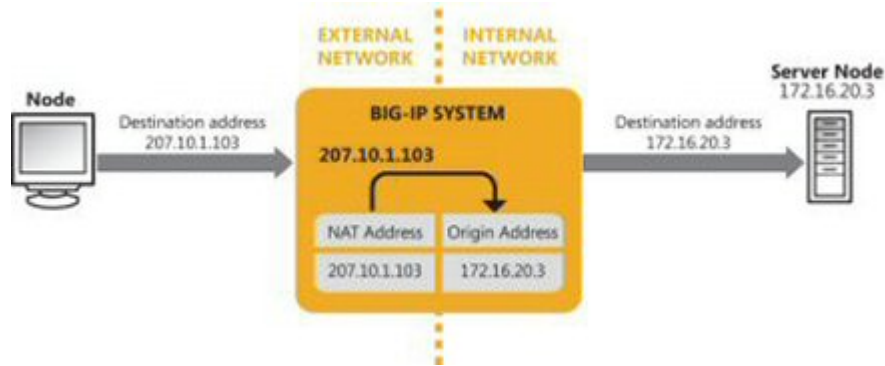 EXTERNAL
NETWORK
INTERNAL
NETWORK
Node
Destination address
207.10.1.103
BIG-IP SYSTEM
207.10.1.103
NAT Address
Origin Address
207.10.1.103
172.16.20.3
Destination address
172.16.20.3
Server Node
172.16.20.3